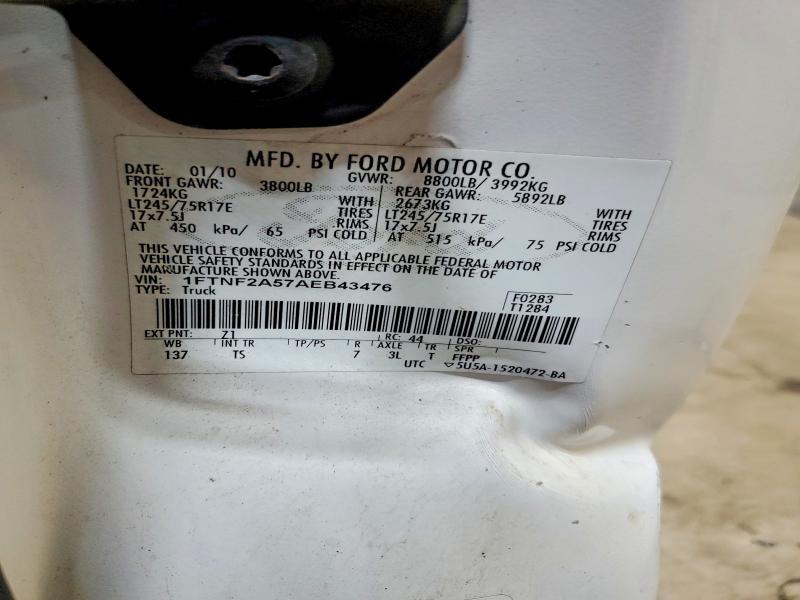 MFD. BY FORD MOTOR CO.
DATE: 01/10 GVWR: 8800LB/ 3992KG
FRONT GAWR: 3800LB REAR GAWR: 5892LB
1724KG 2673KG
LT245/75R17E WITH TIRES LT245/75R17E WITH TIRES
17x7.5J RIMS 17x7.5J RIMS
AT 450 kPa/ 65 PSI COLD AT 515 kPa/ 75 PSI COLD
THIS VEHICLE CONFORMS TO ALL APPLICABLE FEDERAL MOTOR
VEHICLE SAFETY STANDARDS IN EFFECT ON THE DATE OF
MANUFACTURE SHOWN ABOVE.
VIN: 1FTNF2A57AEB43476
TYPE: Truck
F0283
T1284
EXT PNT: Z1 RC: 44 DSO:
WB INT TR TP/PS R AXLE TR SPR
137 TS 7 3L T FFPP
UTC ▽5U5A-1520472-BA